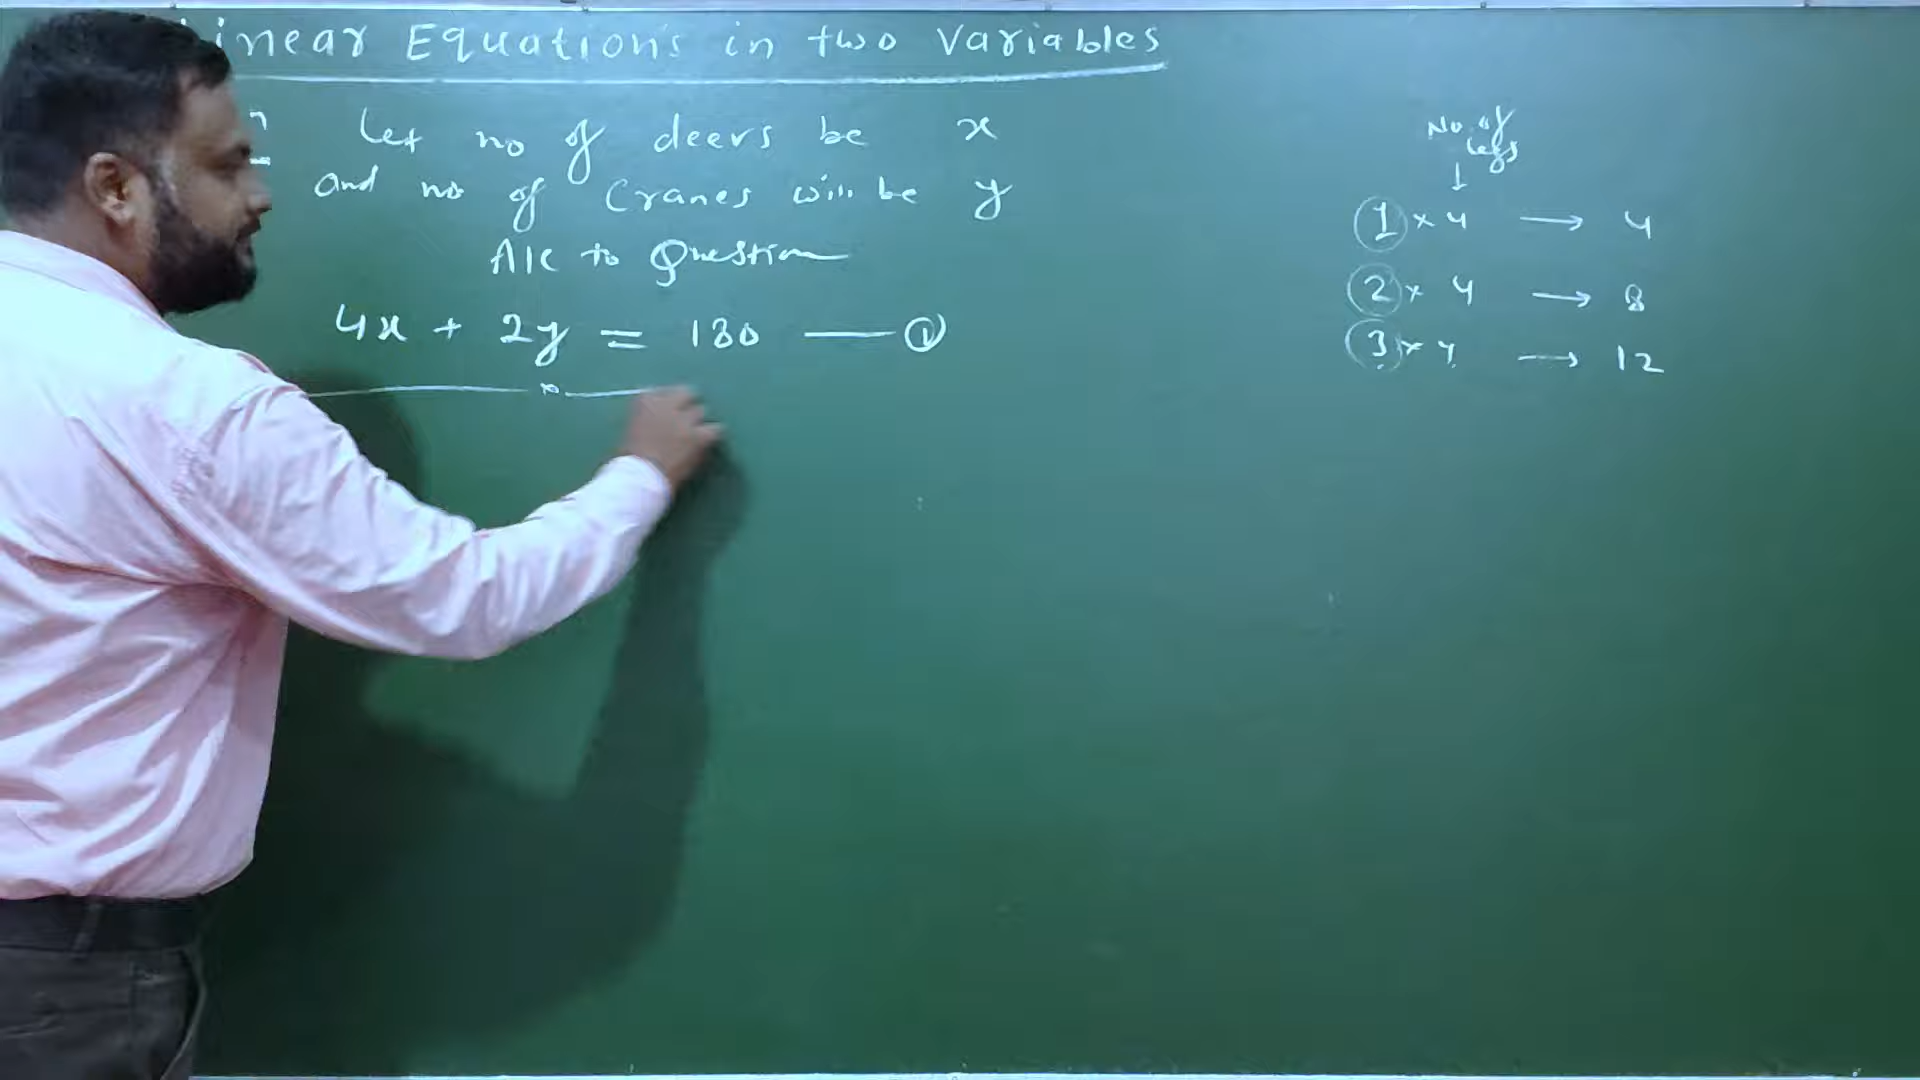 inear Equations in two Variables
n Let no of deers be x
and no of Cranes will be y
A/c to Question
4x + 2y = 180 —— ①
No. of
legs
↓
① × 4 → 4
② × 4 → 8
③ × 4 → 12